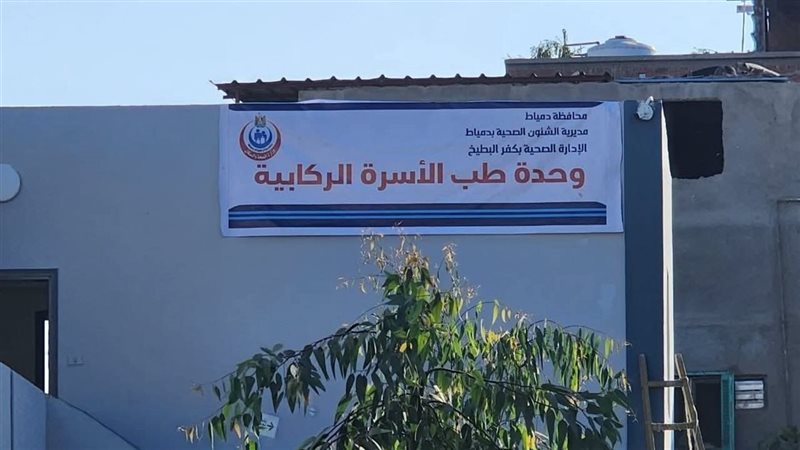 محافظة دمياط
مديرية الشئون الصحية بدمياط
الإدارة الصحية بكفر البطيخ
وحدة طب الأسرة الركابية